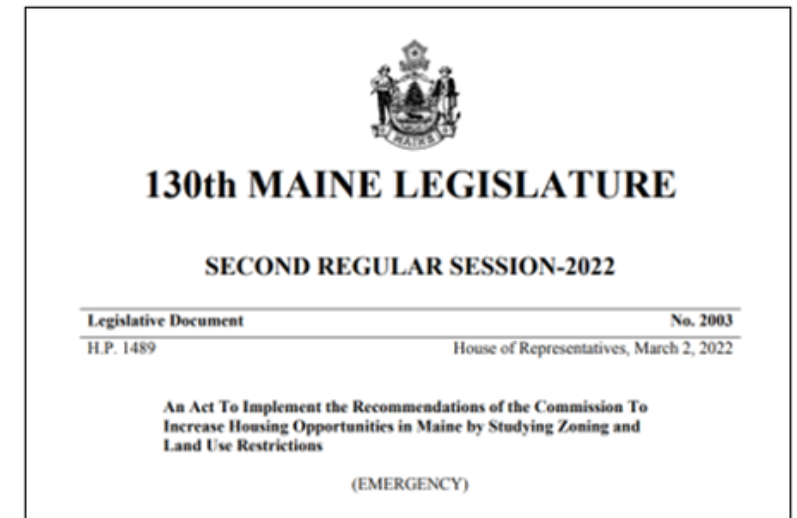 MAINE
130th MAINE LEGISLATURE
SECOND REGULAR SESSION-2022
Legislative Document No. 2003
H.P. 1489 House of Representatives, March 2, 2022
An Act To Implement the Recommendations of the Commission To
Increase Housing Opportunities in Maine by Studying Zoning and
Land Use Restrictions
(EMERGENCY)